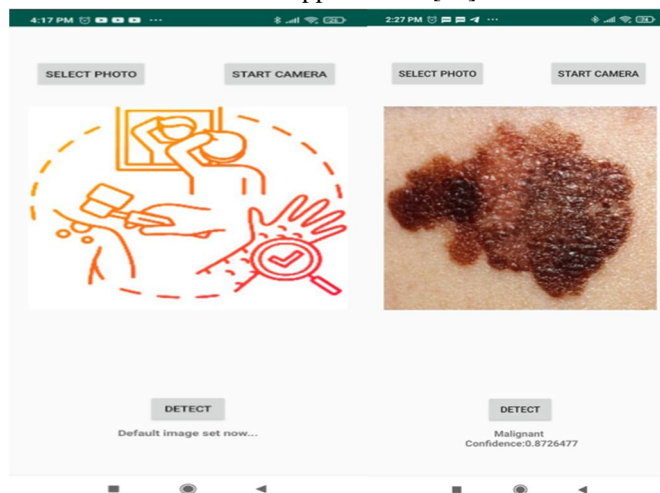 4:17 PM
SELECT PHOTO START CAMERA
DETECT
Default image set now...
2:27 PM
SELECT PHOTO START CAMERA
DETECT
Malignant
Confidence:0.8726477